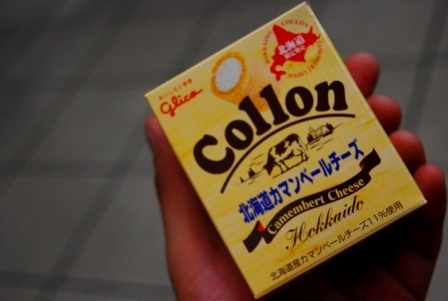 glico
北海道
Collon
北海道カマンベールチーズ
Camembert Cheese
Hokkaido
北海道産カマンベールチーズ11%使用